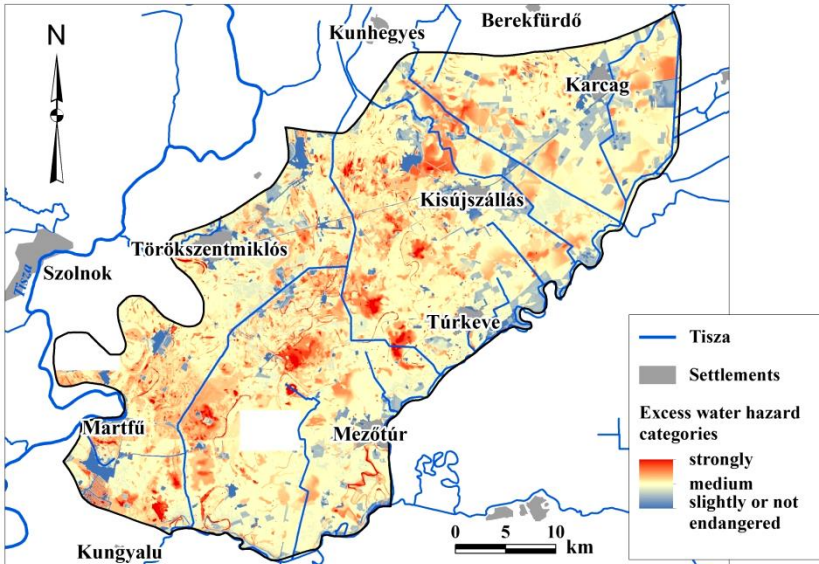 N
Kunhegyes
Berekfürdő
Karcag
Kisújszállás
Törökszentmiklós
Szolnok
Tisza
Túrkeve
Martfű
Mezőtúr
Kungyalu
0 5 10
km
Tisza
Settlements
Excess water hazard
categories
strongly
medium
slightly or not
endangered